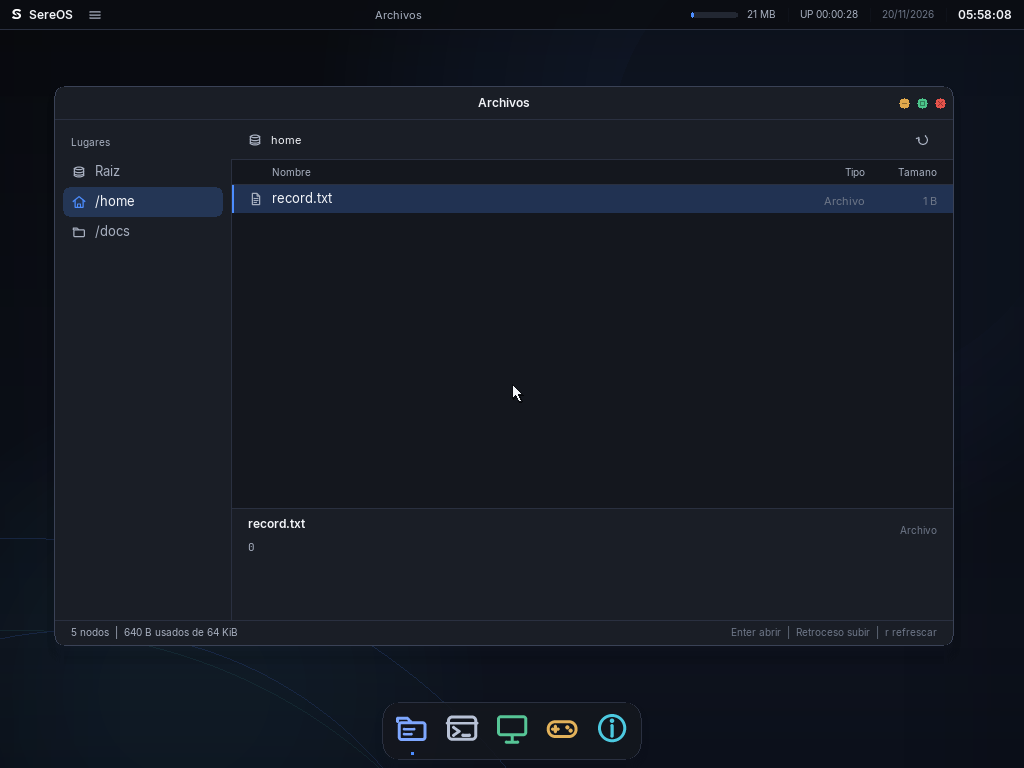 SereOS
Archivos
21 MB
UP 00:00:28
20/11/2026
05:58:08
Archivos
Lugares
Raiz
/home
/docs
home
Nombre
Tipo
Tamano
record.txt
Archivo
1 B
record.txt
Archivo
0
5 nodos | 640 B usados de 64 KiB
Enter abrir | Retroceso subir | r refrescar